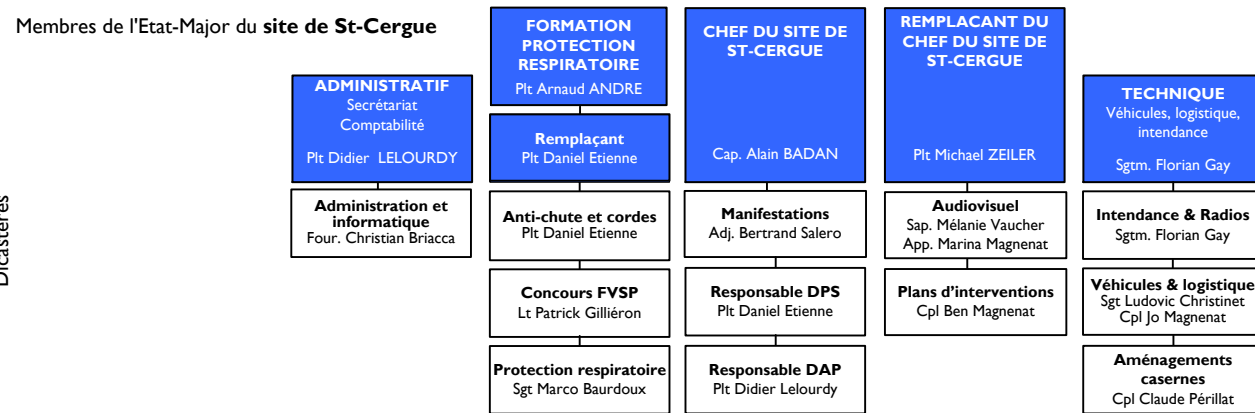 Membres de l'Etat-Major du site de St-Cergue
Dicastères
ADMINISTRATIF
Secrétariat
Comptabilité
Plt Didier LELOURDY
Administration et
informatique
Four. Christian Briacca
FORMATION
PROTECTION
RESPIRATOIRE
Plt Arnaud ANDRE
Remplaçant
Plt Daniel Etienne
Anti-chute et cordes
Plt Daniel Etienne
Concours FVSP
Lt Patrick Gilliéron
Protection respiratoire
Sgt Marco Baurdoux
CHEF DU SITE DE
ST-CERGUE
Cap. Alain BADAN
Manifestations
Adj. Bertrand Salero
Responsable DPS
Plt Daniel Etienne
Responsable DAP
Plt Didier Lelourdy
REMPLACANT DU
CHEF DU SITE DE
ST-CERGUE
Plt Michael ZEILER
Audiovisuel
Sap. Mélanie Vaucher
App. Marina Magnenat
Plans d'interventions
Cpl Ben Magnenat
TECHNIQUE
Véhicules, logistique,
intendance
Sgtm. Florian Gay
Intendance & Radios
Sgtm. Florian Gay
Véhicules & logistique
Sgt Ludovic Christinet
Cpl Jo Magnenat
Aménagements
casernes
Cpl Claude Périllat